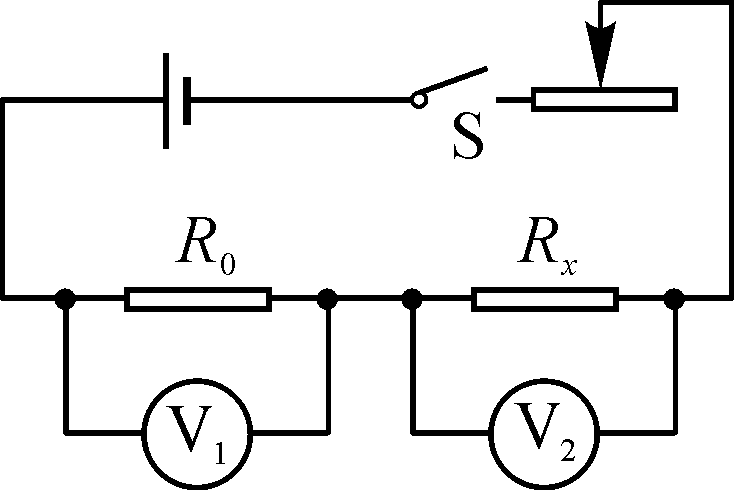 S
R₀ Rₓ
V₁ V₂